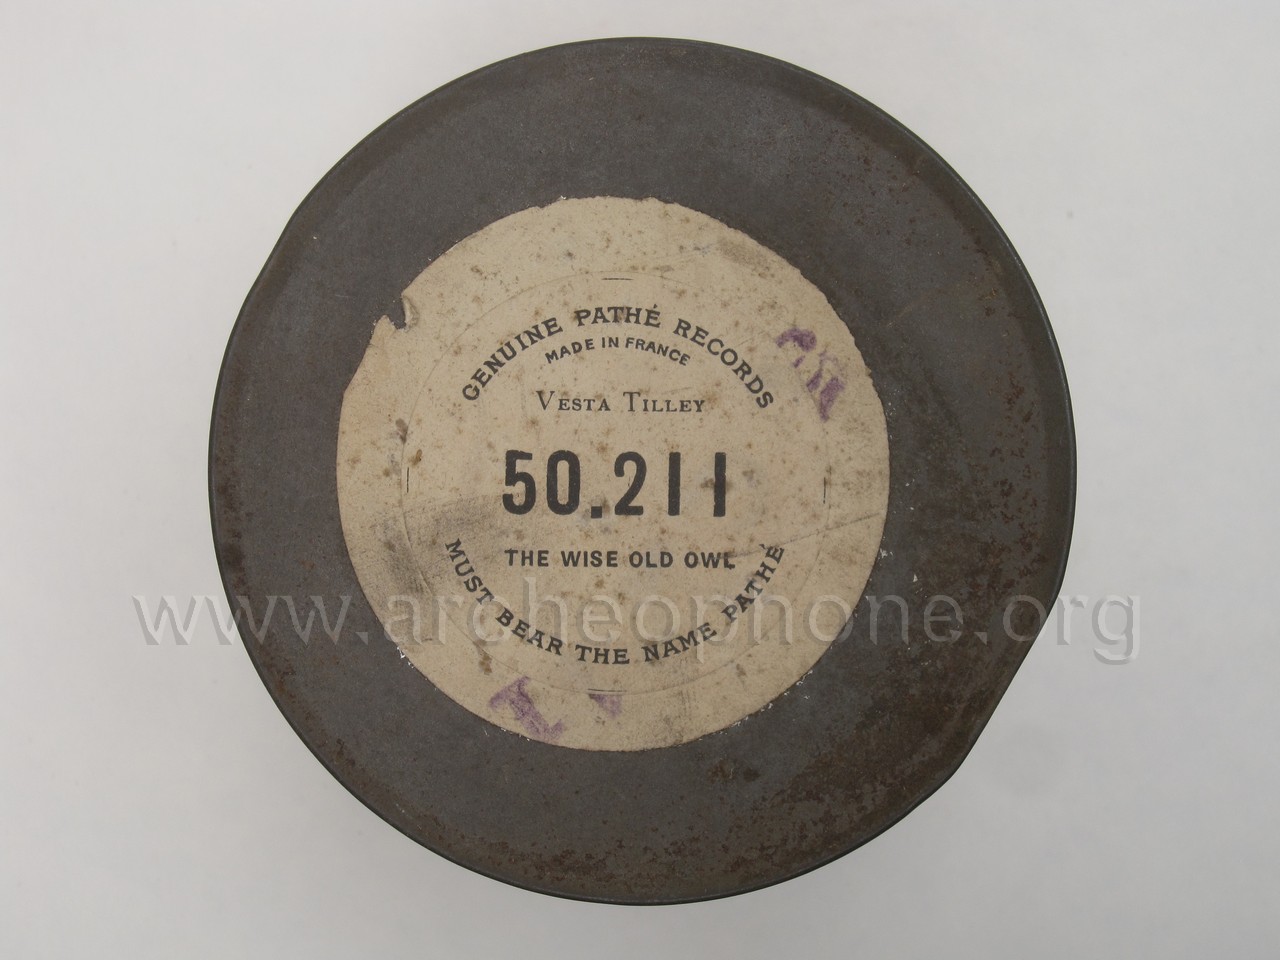 GENUINE PATHÉ RECORDS
MADE IN FRANCE
VESTA TILLEY
50.211
THE WISE OLD OWL
MUST BEAR THE NAME PATHÉ
www.archeophone.org